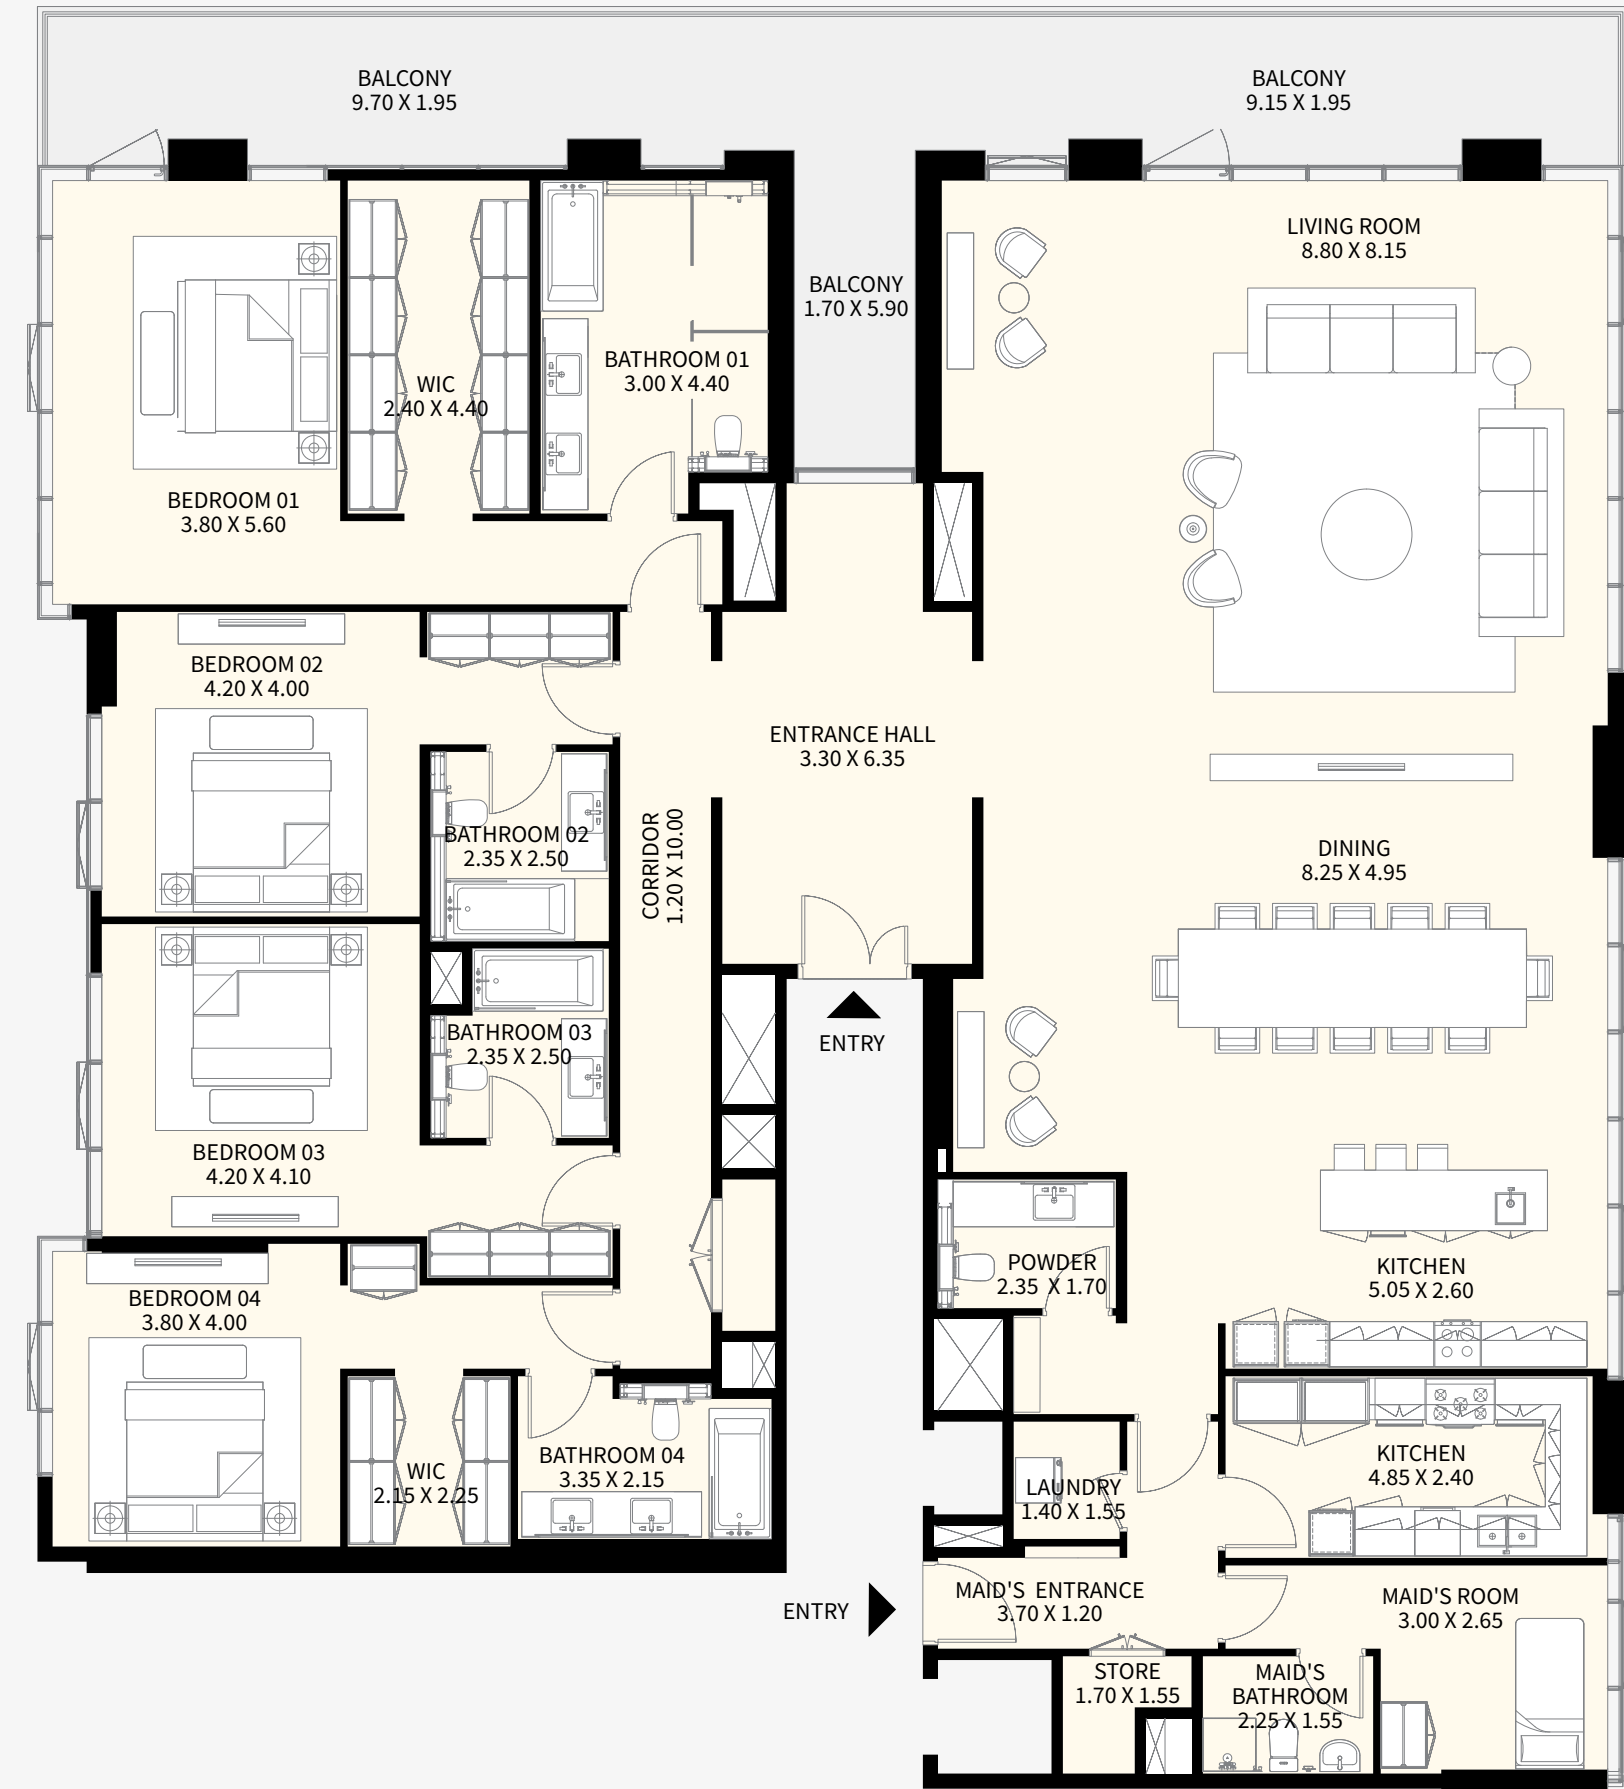 BALCONY
9.70 X 1.95
BALCONY
9.15 X 1.95
LIVING ROOM
8.80 X 8.15
BALCONY
1.70 X 5.90
BATHROOM 01
3.00 X 4.40
WIC
2.40 X 4.40
BEDROOM 01
3.80 X 5.60
BEDROOM 02
4.20 X 4.00
ENTRANCE HALL
3.30 X 6.35
BATHROOM 02
2.35 X 2.50
CORRIDOR
1.20 X 10.00
DINING
8.25 X 4.95
BATHROOM 03
2.35 X 2.50
ENTRY
BEDROOM 03
4.20 X 4.10
POWDER
2.35 X 1.70
KITCHEN
5.05 X 2.60
BEDROOM 04
3.80 X 4.00
BATHROOM 04
3.35 X 2.15
WIC
2.15 X 2.25
LAUNDRY
1.40 X 1.55
KITCHEN
4.85 X 2.40
ENTRY
MAID'S ENTRANCE
3.70 X 1.20
MAID'S ROOM
3.00 X 2.65
STORE
1.70 X 1.55
MAID'S
BATHROOM
2.25 X 1.55